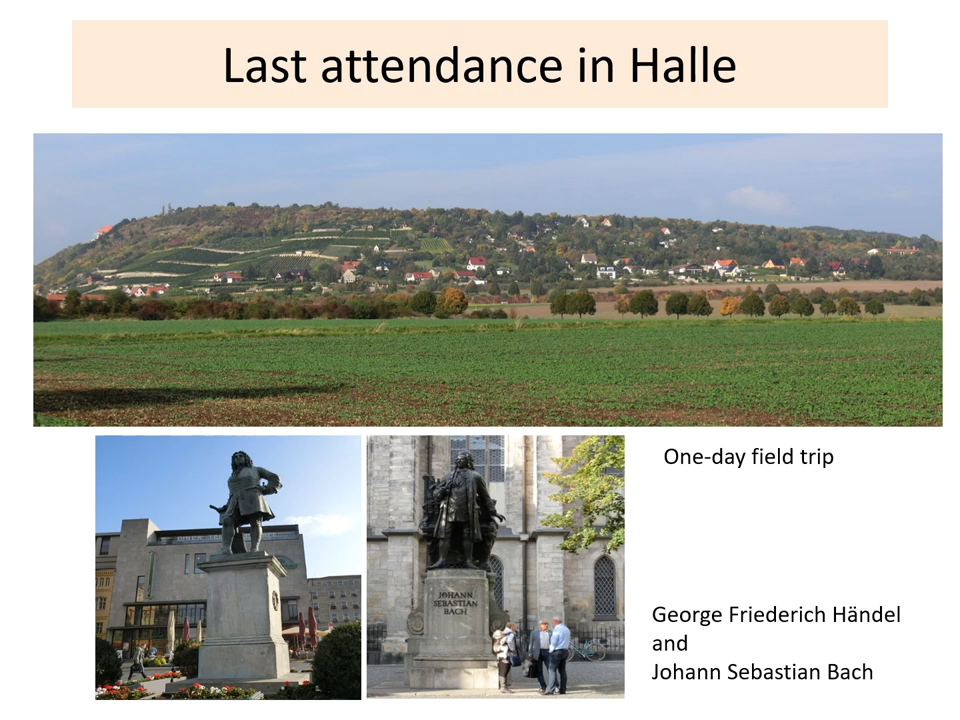 Last attendance in Halle
One-day field trip
JOHANN
SEBASTIAN
BACH
George Friederich Händel
and
Johann Sebastian Bach